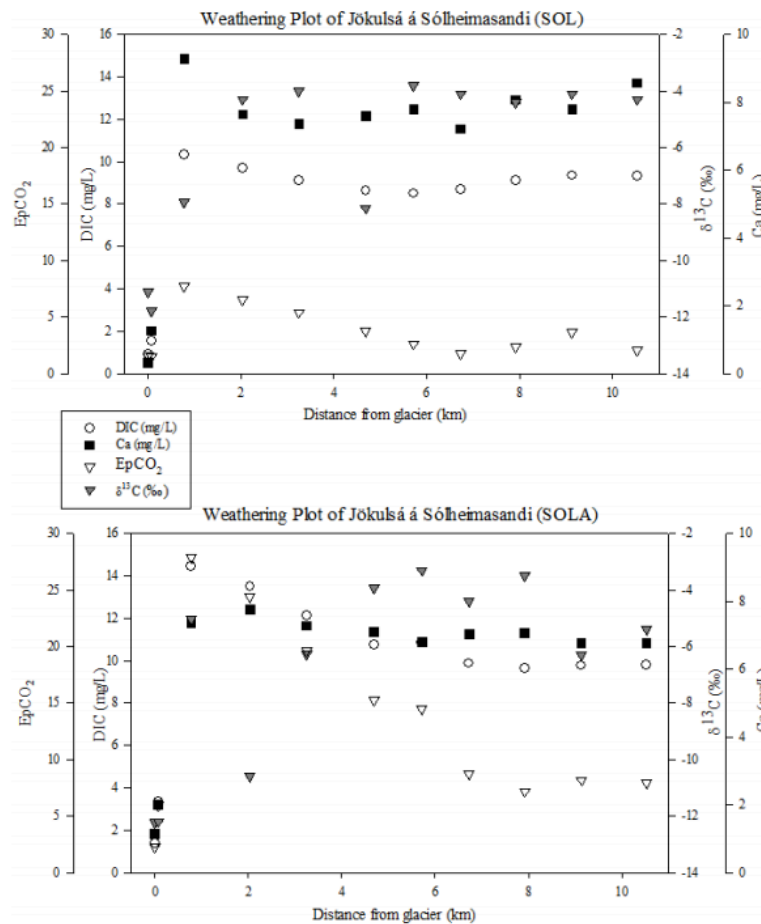 Weathering Plot of Jökulsá á Sólheimasandi (SOL)
30 16 -2 10
14 -4
25 12 -6 8
20 10 -8 6
15 8 -10 4
10 6 -12 2
5 4 -14 0
0 2
0
EpCO₂
DIC (mg/L)
δ¹³C (‰)
Ca (mg/L)
0 2 4 6 8 10
Distance from glacier (km)
DIC (mg/L)
Ca (mg/L)
EpCO₂
δ¹³C (‰)
Weathering Plot of Jökulsá á Sólheimasandi (SOLA)
30 16 -2 10
14 -4
25 12 -6 8
20 10 -8 6
15 8 -10 4
10 6 -12 2
5 4 -14 0
0 2
0
EpCO₂
DIC (mg/L)
δ¹³C (‰)
Ca (mg/L)
0 2 4 6 8 10
Distance from glacier (km)